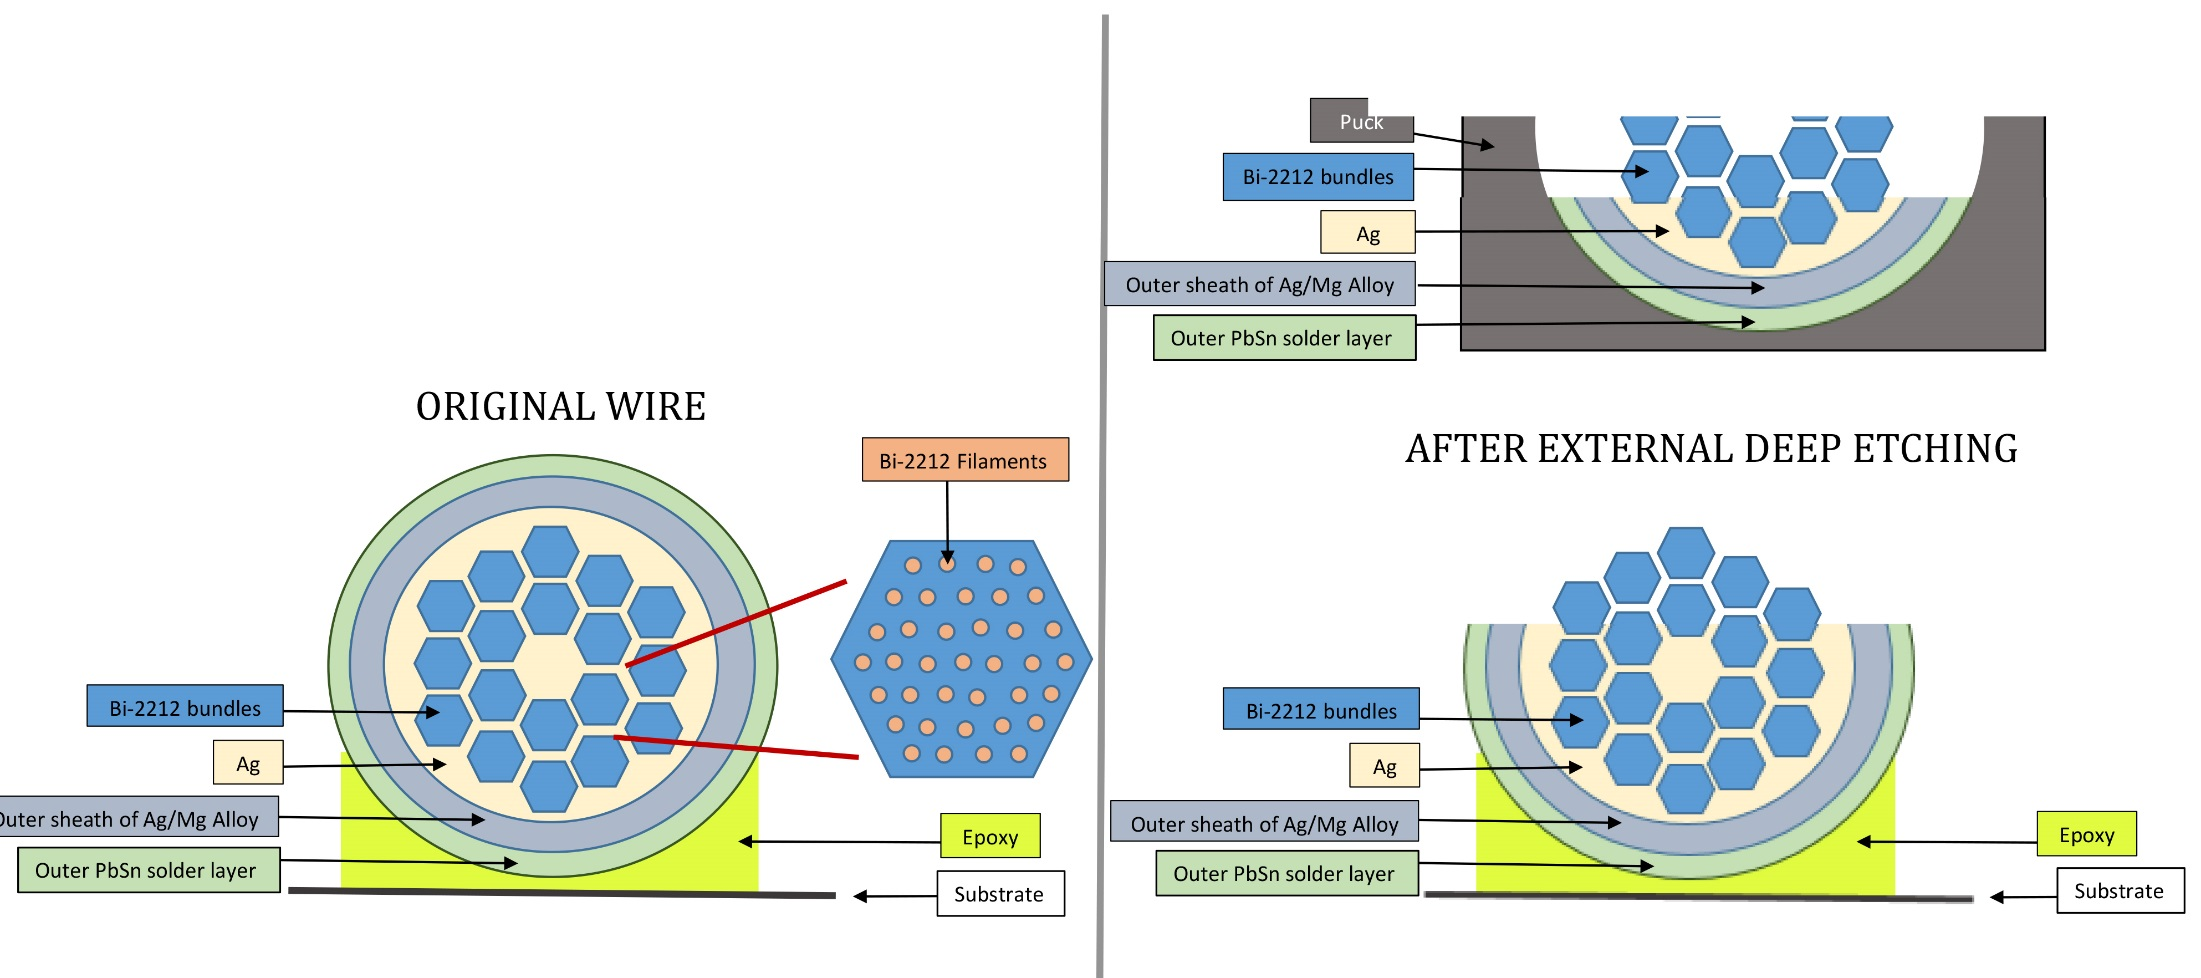 ORIGINAL WIRE
Bi-2212 Filaments
Bi-2212 bundles
Ag
Outer sheath of Ag/Mg Alloy
Outer PbSn solder layer
Epoxy
Substrate
Puck
Bi-2212 bundles
Ag
Outer sheath of Ag/Mg Alloy
Outer PbSn solder layer
AFTER EXTERNAL DEEP ETCHING
Bi-2212 bundles
Ag
Outer sheath of Ag/Mg Alloy
Outer PbSn solder layer
Epoxy
Substrate